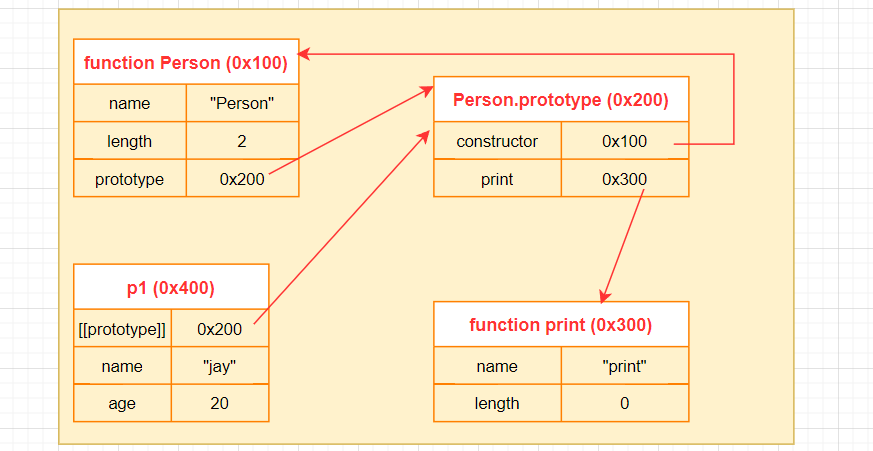 function Person (0x100)
name "Person"
length 2
prototype 0x200
Person.prototype (0x200)
constructor 0x100
print 0x300
p1 (0x400)
[[prototype]] 0x200
name "jay"
age 20
function print (0x300)
name "print"
length 0